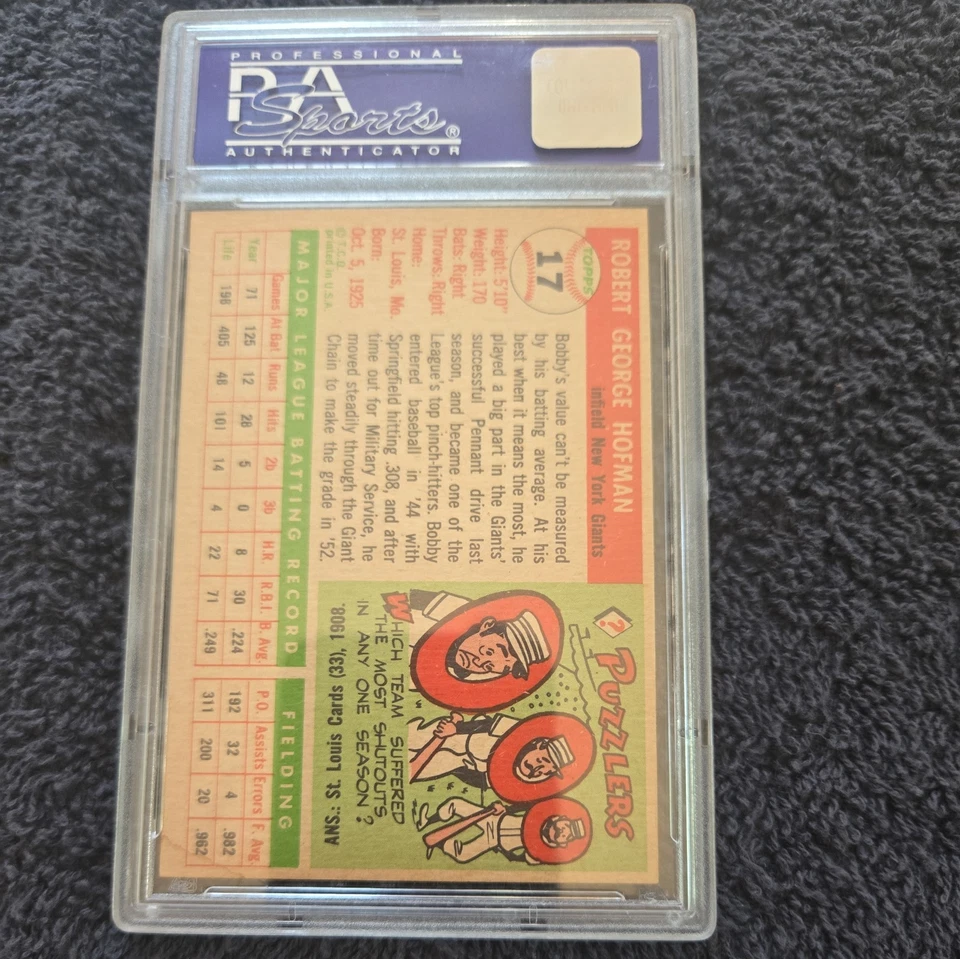 PROFESSIONAL
PSA
Sports®
AUTHENTICATOR
ROBERT GEORGE HOFMAN
infield New York Giants
TOPPS
17
Height: 5'10"
Weight: 170
Bats: Right
Throws: Right
Home:
St. Louis, Mo.
Born:
Oct. 5, 1925
© T.C.G.
printed in U.S.A.
Bobby's value can't be measured
by his batting average. At his
best when it means the most, he
played a big part in the Giants'
successful Pennant drive last
season, and became one of the
League's top pinch-hitters. Bobby
entered baseball in '44 with
Springfield hitting .308, and after
time out for Military Service, he
moved steadily through the Giant
Chain to make the grade in '52.
?
PUZZLERS
WHICH TEAM SUFFERED
THE MOST SHUTOUTS
IN ANY ONE SEASON?
ANS.: St. Louis Cards (33), 1908.
MAJOR LEAGUE BATTING RECORD FIELDING
Games At Bat Runs Hits 2b 3b H.R. R.B.I. B. Avg. P.O. Assists Errors F. Avg.
Year 71 125 12 28 5 0 8 30 .224 192 32 4 .982
Life 196 405 48 101 14 4 22 71 .249 311 200 20 .962